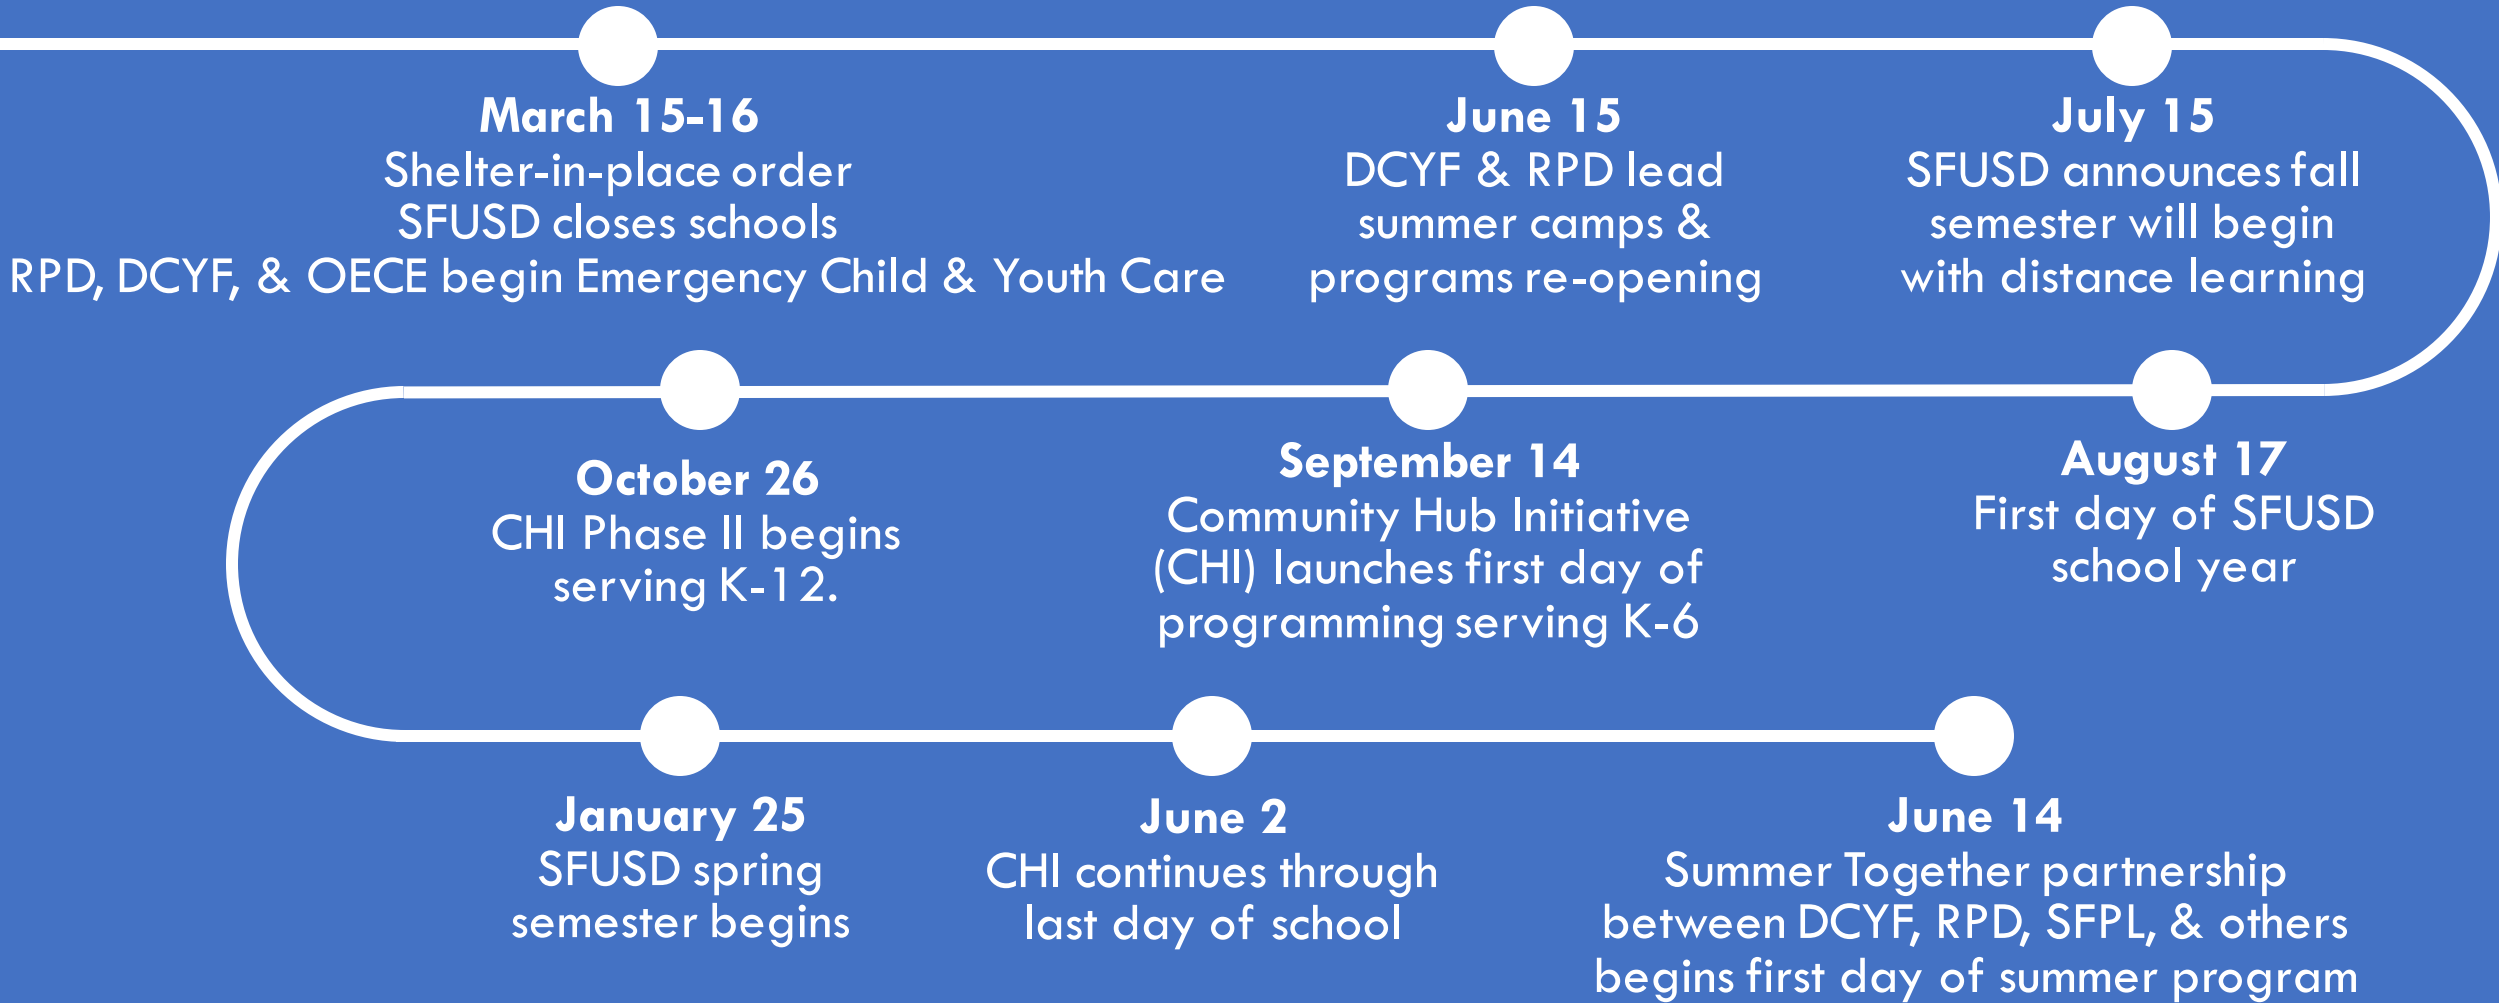 March 15-16
Shelter-in-place order
SFUSD closes schools
RPD, DCYF, & OECE begin Emergency Child & Youth Care
June 15
DCYF & RPD lead
summer camps &
programs re-opening
July 15
SFUSD announces fall
semester will begin
with distance learning
August 17
First day of SFUSD
school year
September 14
Community Hub Initiative
(CHI) launches first day of
programming serving K-6
October 26
CHI Phase II begins
serving K-12.
January 25
SFUSD spring
semester begins
June 2
CHI continues through
last day of school
June 14
Summer Together partnership
between DCYF, RPD, SFPL, & others
begins first day of summer program